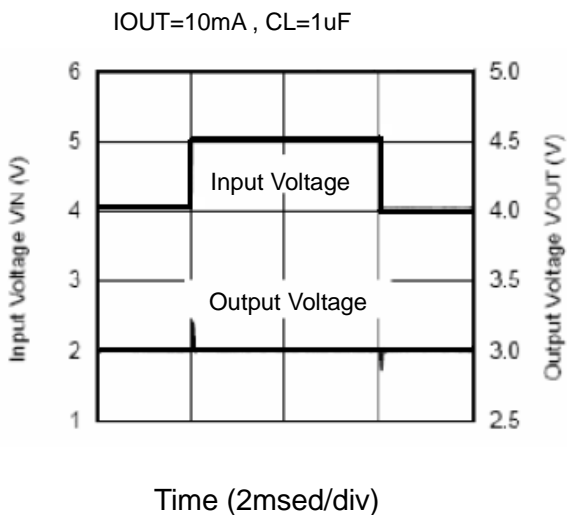 IOUT=10mA , CL=1uF
6
5
4
3
2
1
Input Voltage VIN (V)
Input Voltage
Output Voltage
5.0
4.5
4.0
3.5
3.0
2.5
Output Voltage VOUT (V)
Time (2msed/div)